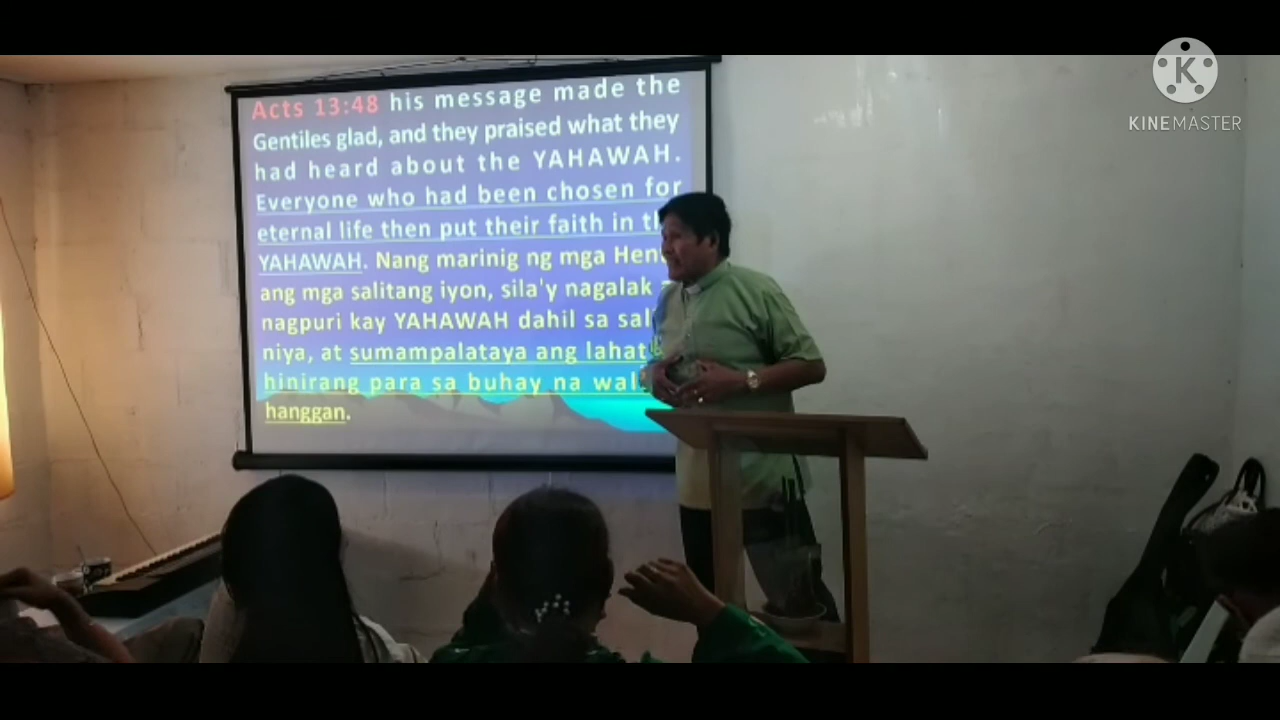 Acts 13:48 his message made the
Gentiles glad, and they praised what they
had heard about the YAHAWAH.
Everyone who had been chosen for
eternal life then put their faith in
YAHAWAH. Nang marinig ng mga
ang mga salitang iyon, sila'y nagalak
nagpuri kay YAHAWAH dahil sa
niya, at sumampalataya ang lahat
hinirang para sa buhay na
hanggan.
K
KINEMASTER